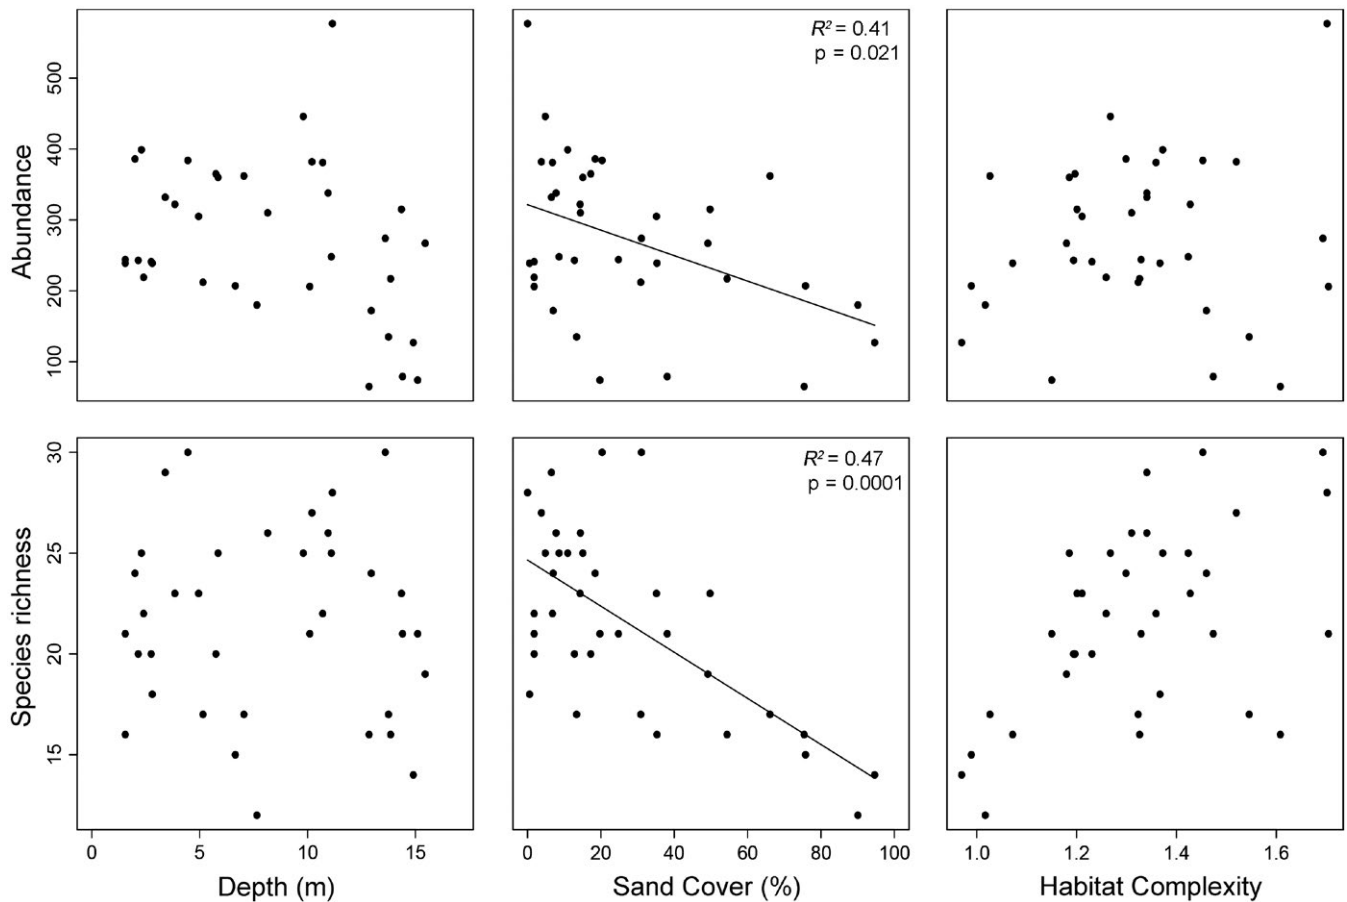 R² = 0.41
p = 0.021
500
400
300
200
100
Abundance
R² = 0.47
p = 0.0001
30
25
20
15
Species richness
0 5 10 15
0 20 40 60 80 100
1.0 1.2 1.4 1.6
Depth (m)
Sand Cover (%)
Habitat Complexity